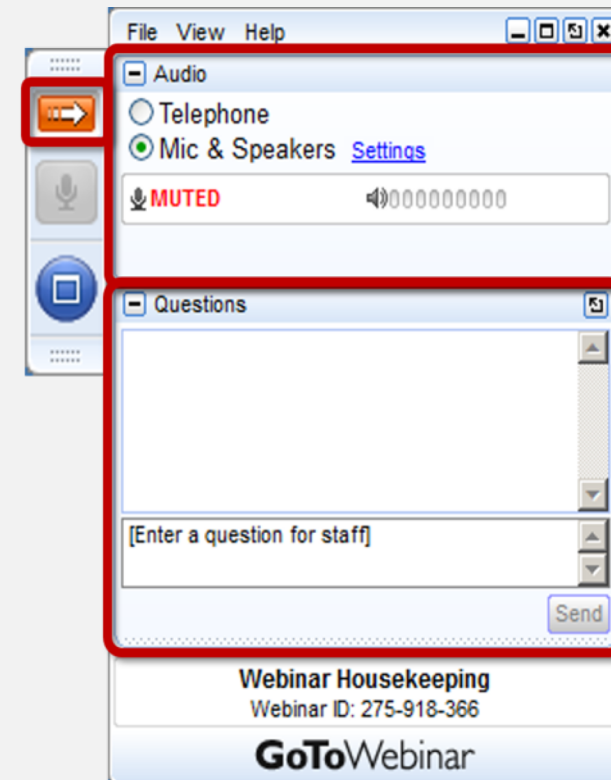 File View Help
Audio
Telephone
Mic & Speakers Settings
MUTED
Questions
[Enter a question for staff]
Send
Webinar Housekeeping
Webinar ID: 275-918-366
GoToWebinar